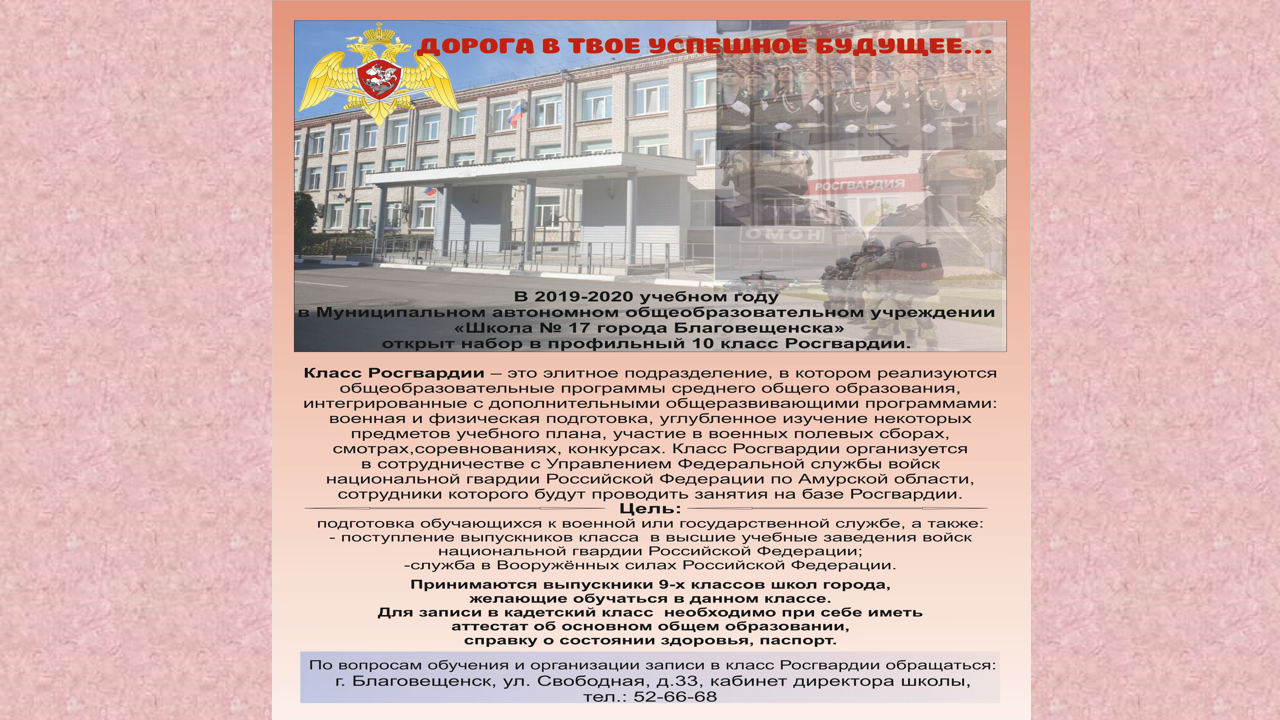 ДОРОГА В ТВОЕ УСПЕШНОЕ БУДУЩЕЕ...
РОСГВАРДИЯ
ОМОН
В 2019-2020 учебном году
в Муниципальном автономном общеобразовательном учреждении
«Школа № 17 города Благовещенска»
открыт набор в профильный 10 класс Росгвардии.
Класс Росгвардии – это элитное подразделение, в котором реализуются
общеобразовательные программы среднего общего образования,
интегрированные с дополнительными общеразвивающими программами:
военная и физическая подготовка, углубленное изучение некоторых
предметов учебного плана, участие в военных полевых сборах,
смотрах,соревнованиях, конкурсах. Класс Росгвардии организуется
в сотрудничестве с Управлением Федеральной службы войск
национальной гвардии Российской Федерации по Амурской области,
сотрудники которого будут проводить занятия на базе Росгвардии.
Цель:
подготовка обучающихся к военной или государственной службе, а также:
- поступление выпускников класса в высшие учебные заведения войск
национальной гвардии Российской Федерации;
-служба в Вооружённых силах Российской Федерации.
Принимаются выпускники 9-х классов школ города,
желающие обучаться в данном классе.
Для записи в кадетский класс необходимо при себе иметь
аттестат об основном общем образовании,
справку о состоянии здоровья, паспорт.
По вопросам обучения и организации записи в класс Росгвардии обращаться:
г. Благовещенск, ул. Свободная, д.33, кабинет директора школы,
тел.: 52-66-68